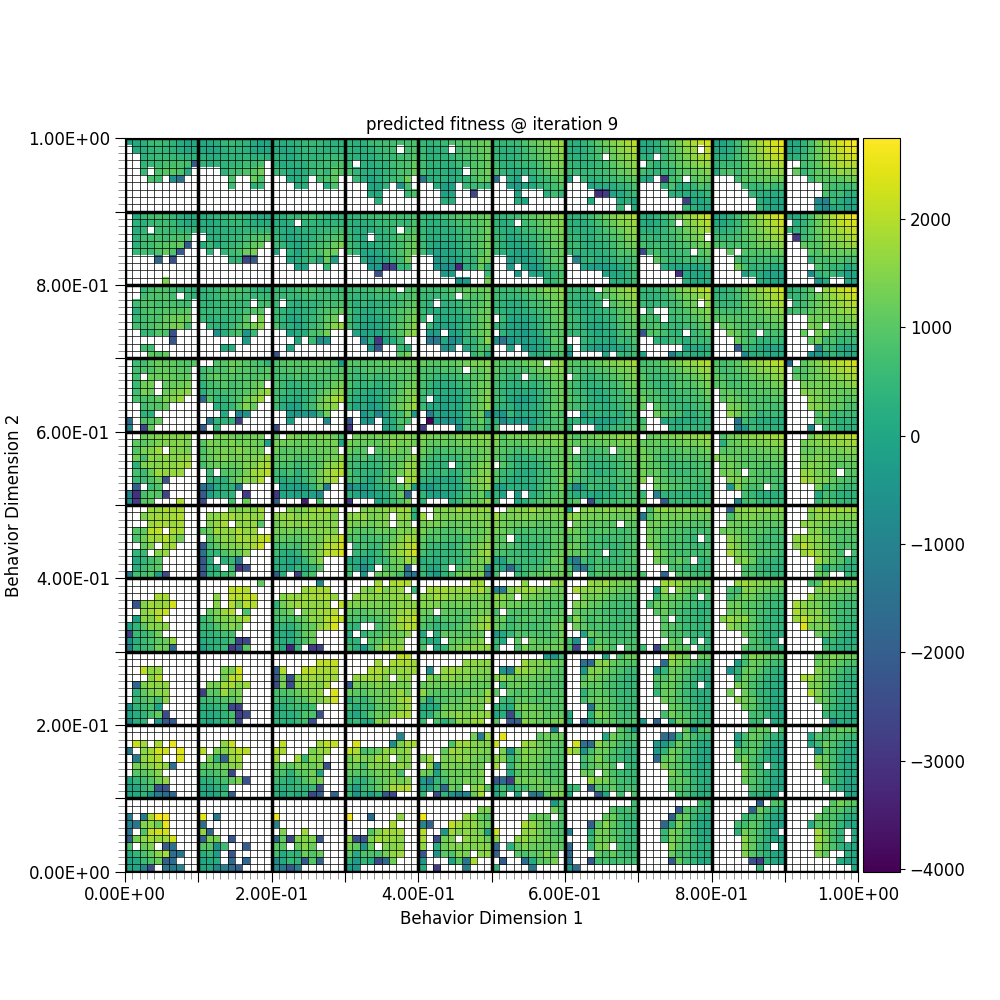 predicted fitness @ iteration 9
1.00E+00
8.00E-01
6.00E-01
4.00E-01
2.00E-01
0.00E+00
Behavior Dimension 2
0.00E+00 2.00E-01 4.00E-01 6.00E-01 8.00E-01 1.00E+00
Behavior Dimension 1
2000
1000
0
−1000
−2000
−3000
−4000